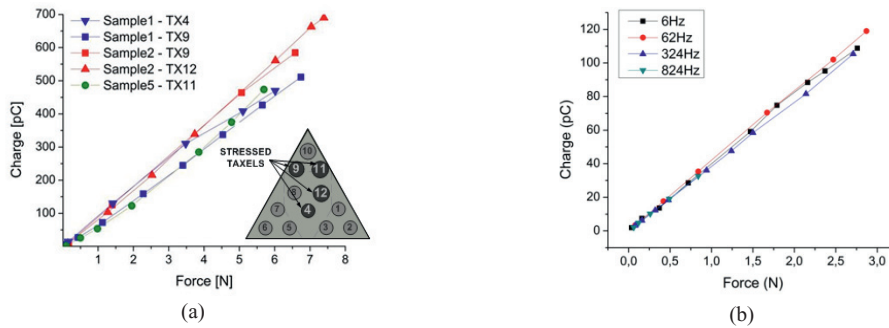 700
600
500
400
300
200
100
Charge [pC]
Sample1 - TX4
Sample1 - TX9
Sample2 - TX9
Sample2 - TX12
Sample5 - TX11
STRESSED
TAXELS
10
9
11
8
12
7
4
1
6
5
3
2
1
2
3
4
5
6
7
8
Force [N]
(a)
120
100
80
60
40
20
0
Charge (pC)
6Hz
62Hz
324Hz
824Hz
0,0
0,5
1,0
1,5
2,0
2,5
3,0
Force (N)
(b)